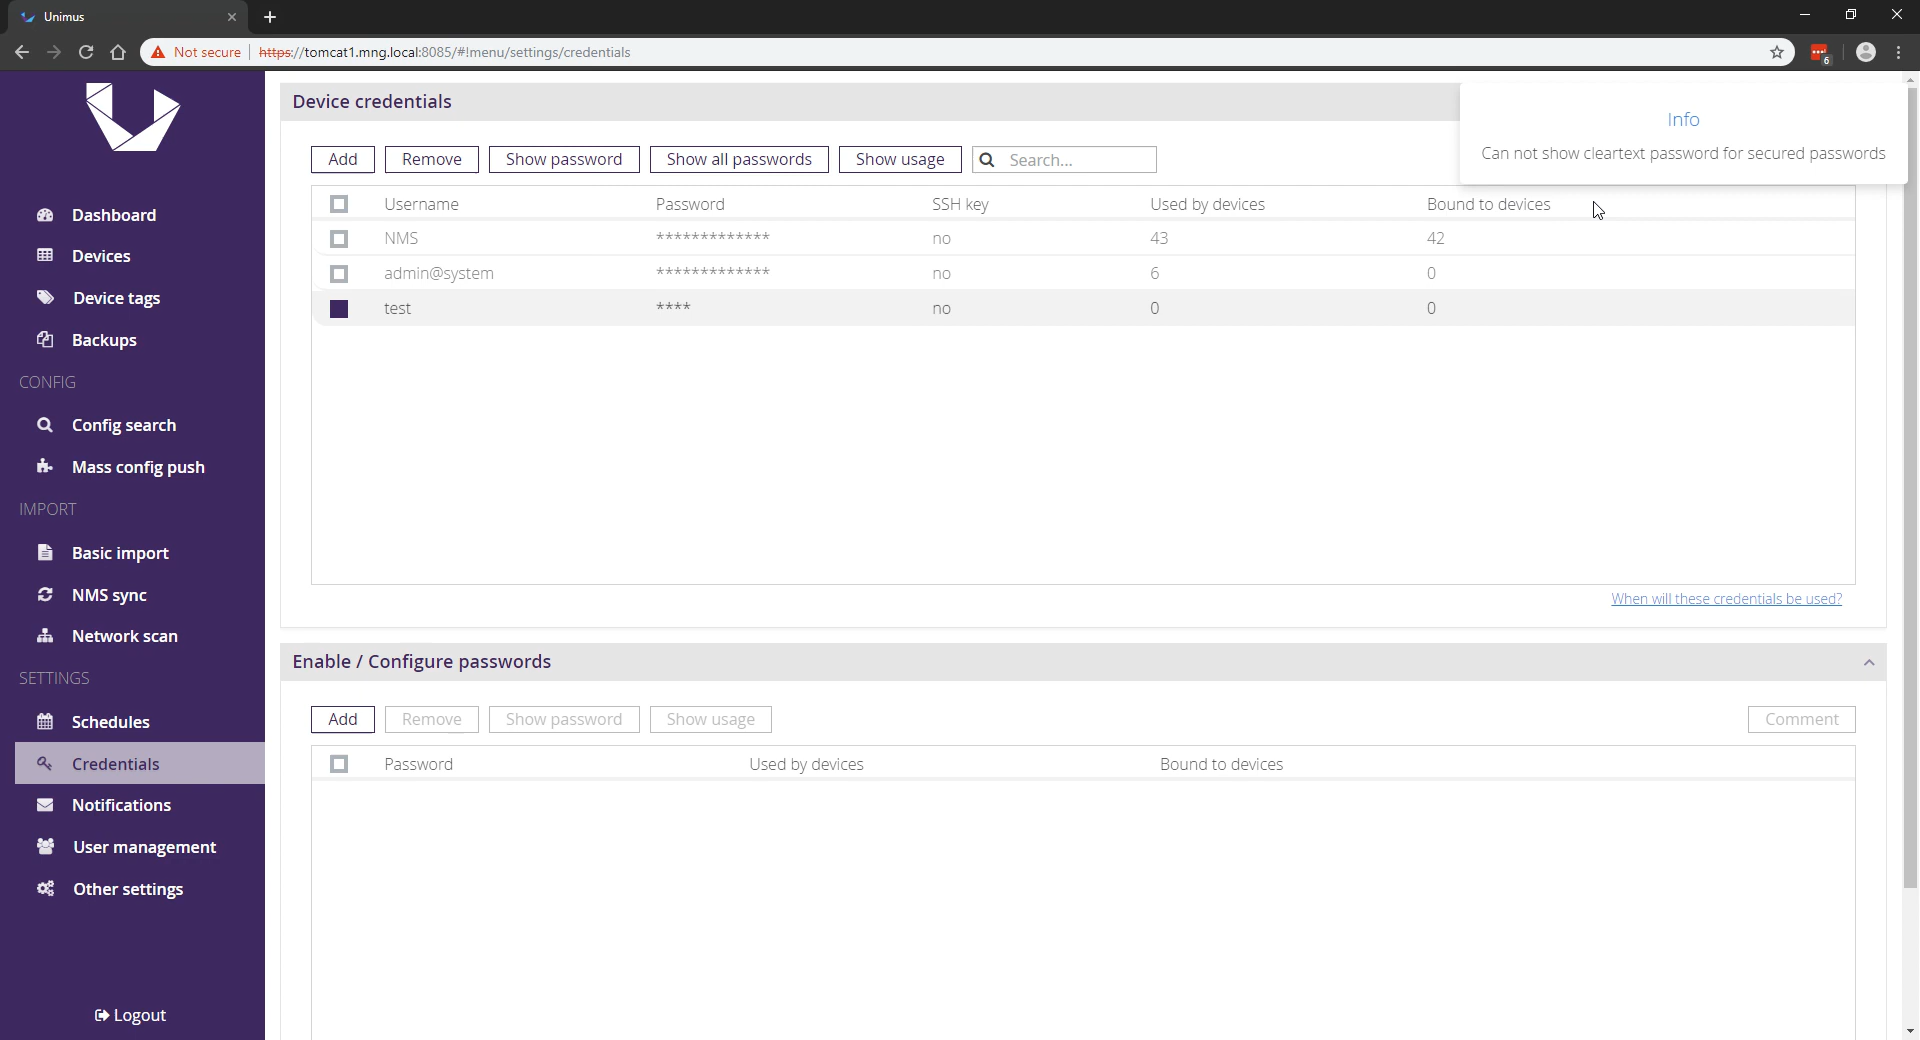 Unimus
Not secure
https://tomcat1.mng.local:8085/#!menu/settings/credentials
6
Dashboard
Devices
Device tags
Backups
CONFIG
Config search
Mass config push
IMPORT
Basic import
NMS sync
Network scan
SETTINGS
Schedules
Credentials
Notifications
User management
Other settings
Logout
Device credentials
Info
Can not show cleartext password for secured passwords
Add Remove Show password Show all passwords Show usage Search...
Username Password SSH key Used by devices Bound to devices
NMS ************* no 43 42
admin@system ************* no 6 0
test **** no 0 0
When will these credentials be used?
Enable / Configure passwords
Add Remove Show password Show usage Comment
Password Used by devices Bound to devices